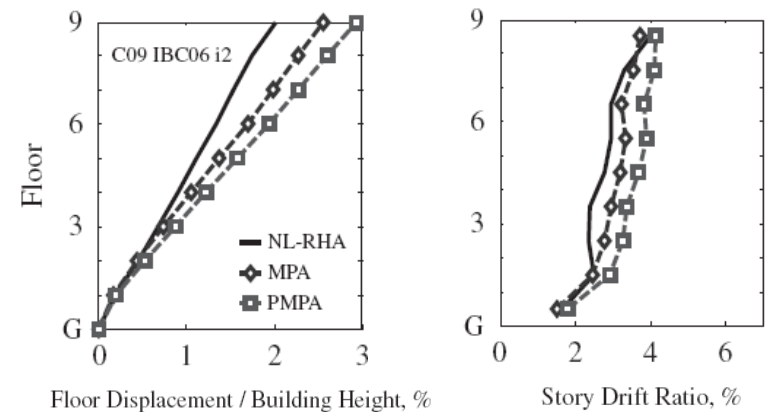 9
C09 IBC06 i2
6
Floor
3
NL-RHA
MPA
PMPA
G
0 1 2 3
Floor Displacement / Building Height, %
9
6
3
G
0 2 4 6
Story Drift Ratio, %